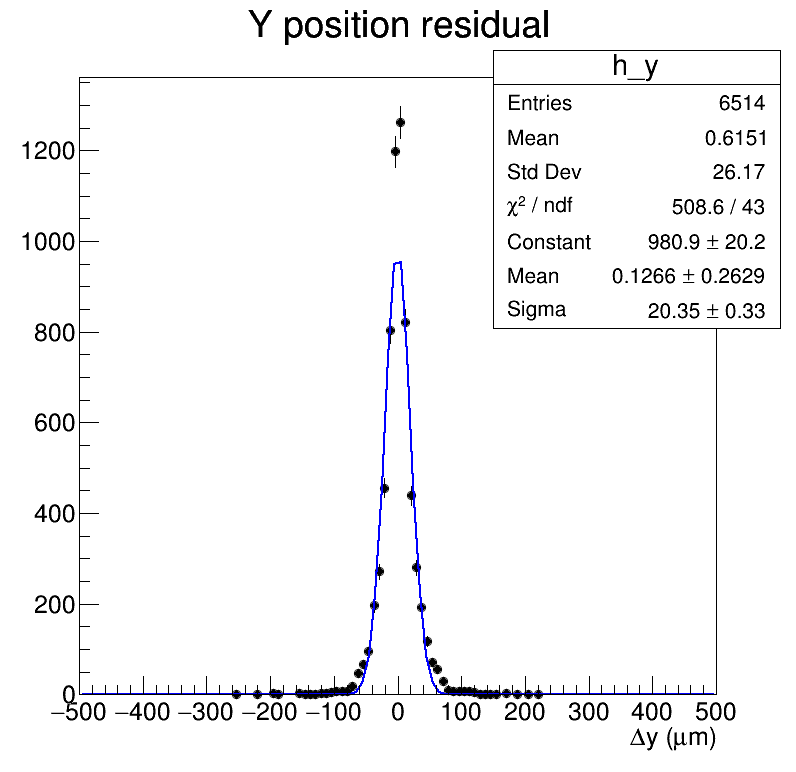 Y position residual
h_y
Entries 6514
Mean 0.6151
Std Dev 26.17
χ² / ndf 508.6 / 43
Constant 980.9 ± 20.2
Mean 0.1266 ± 0.2629
Sigma 20.35 ± 0.33
1200
1000
800
600
400
200
0
−500 −400 −300 −200 −100 0 100 200 300 400 500
Δy (μm)